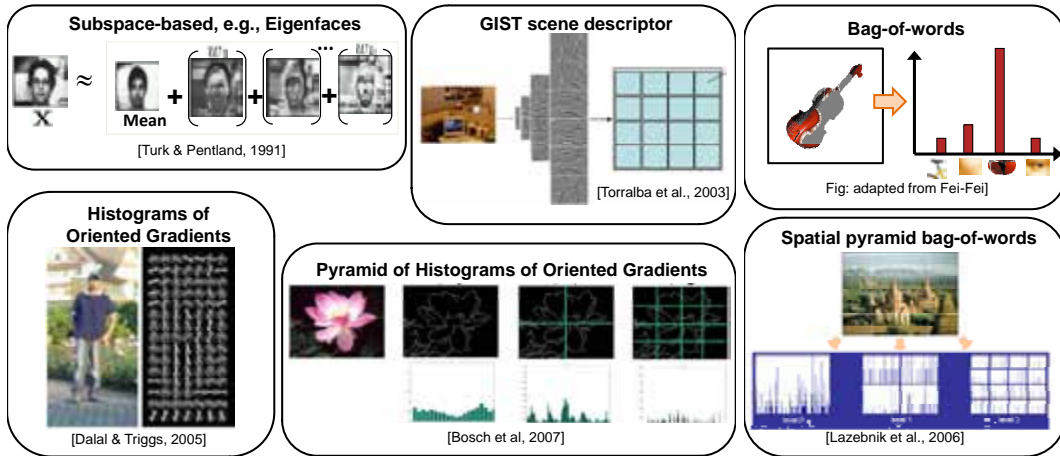 Subspace-based, e.g., Eigenfaces
≈
X
Mean
+
+
...
+
[Turk & Pentland, 1991]
GIST scene descriptor
[Torralba et al., 2003]
Bag-of-words
Fig: adapted from Fei-Fei]
Histograms of
Oriented Gradients
[Dalal & Triggs, 2005]
Pyramid of Histograms of Oriented Gradients
[Bosch et al, 2007]
Spatial pyramid bag-of-words
[Lazebnik et al., 2006]